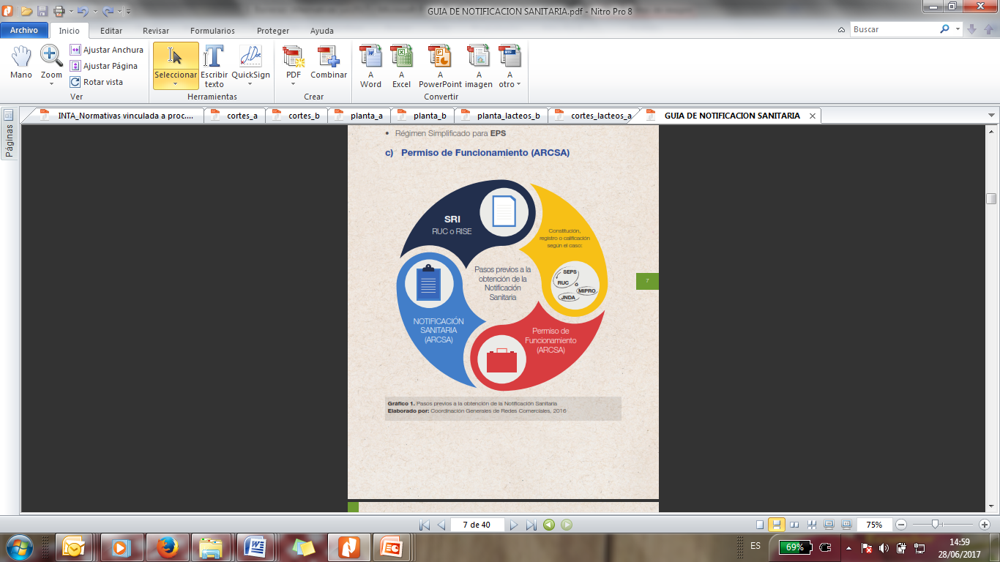 GUIA DE NOTIFICACION SANITARIA.pdf - Nitro Pro 8
Archivo Inicio Editar Revisar Formularios Proteger Ayuda Buscar
Mano
Zoom
Ajustar Anchura
Ajustar Página
Rotar vista
Ver
Seleccionar
Escribir
texto
QuickSign
Herramientas
PDF
Combinar
Crear
A
Word
A
Excel
A
PowerPoint
A
imagen
A
otro
Convertir
INTA_Normativas vinculada a proc.... cortes_a cortes_b planta_a planta_b planta_lacteos_b cortes_lacteos_a GUIA DE NOTIFICACION SANITARIA
Páginas
• Régimen Simplificado para EPS
c) Permiso de Funcionamiento (ARCSA)
SRI
RUC o RISE
Constitución,
registro o calificación
según el caso:
SEPS
RUC o
MIPRO
JNDA
Pasos previos a la
obtención de la
Notificación
Sanitaria
7
NOTIFICACIÓN
SANITARIA
(ARCSA)
Permiso de
Funcionamiento
(ARCSA)
Gráfico 1. Pasos previos a la obtención de la Notificación Sanitaria
Elaborado por: Coordinación Generales de Redes Comerciales, 2016
7 de 40
75%
ES
69%
14:59
28/06/2017